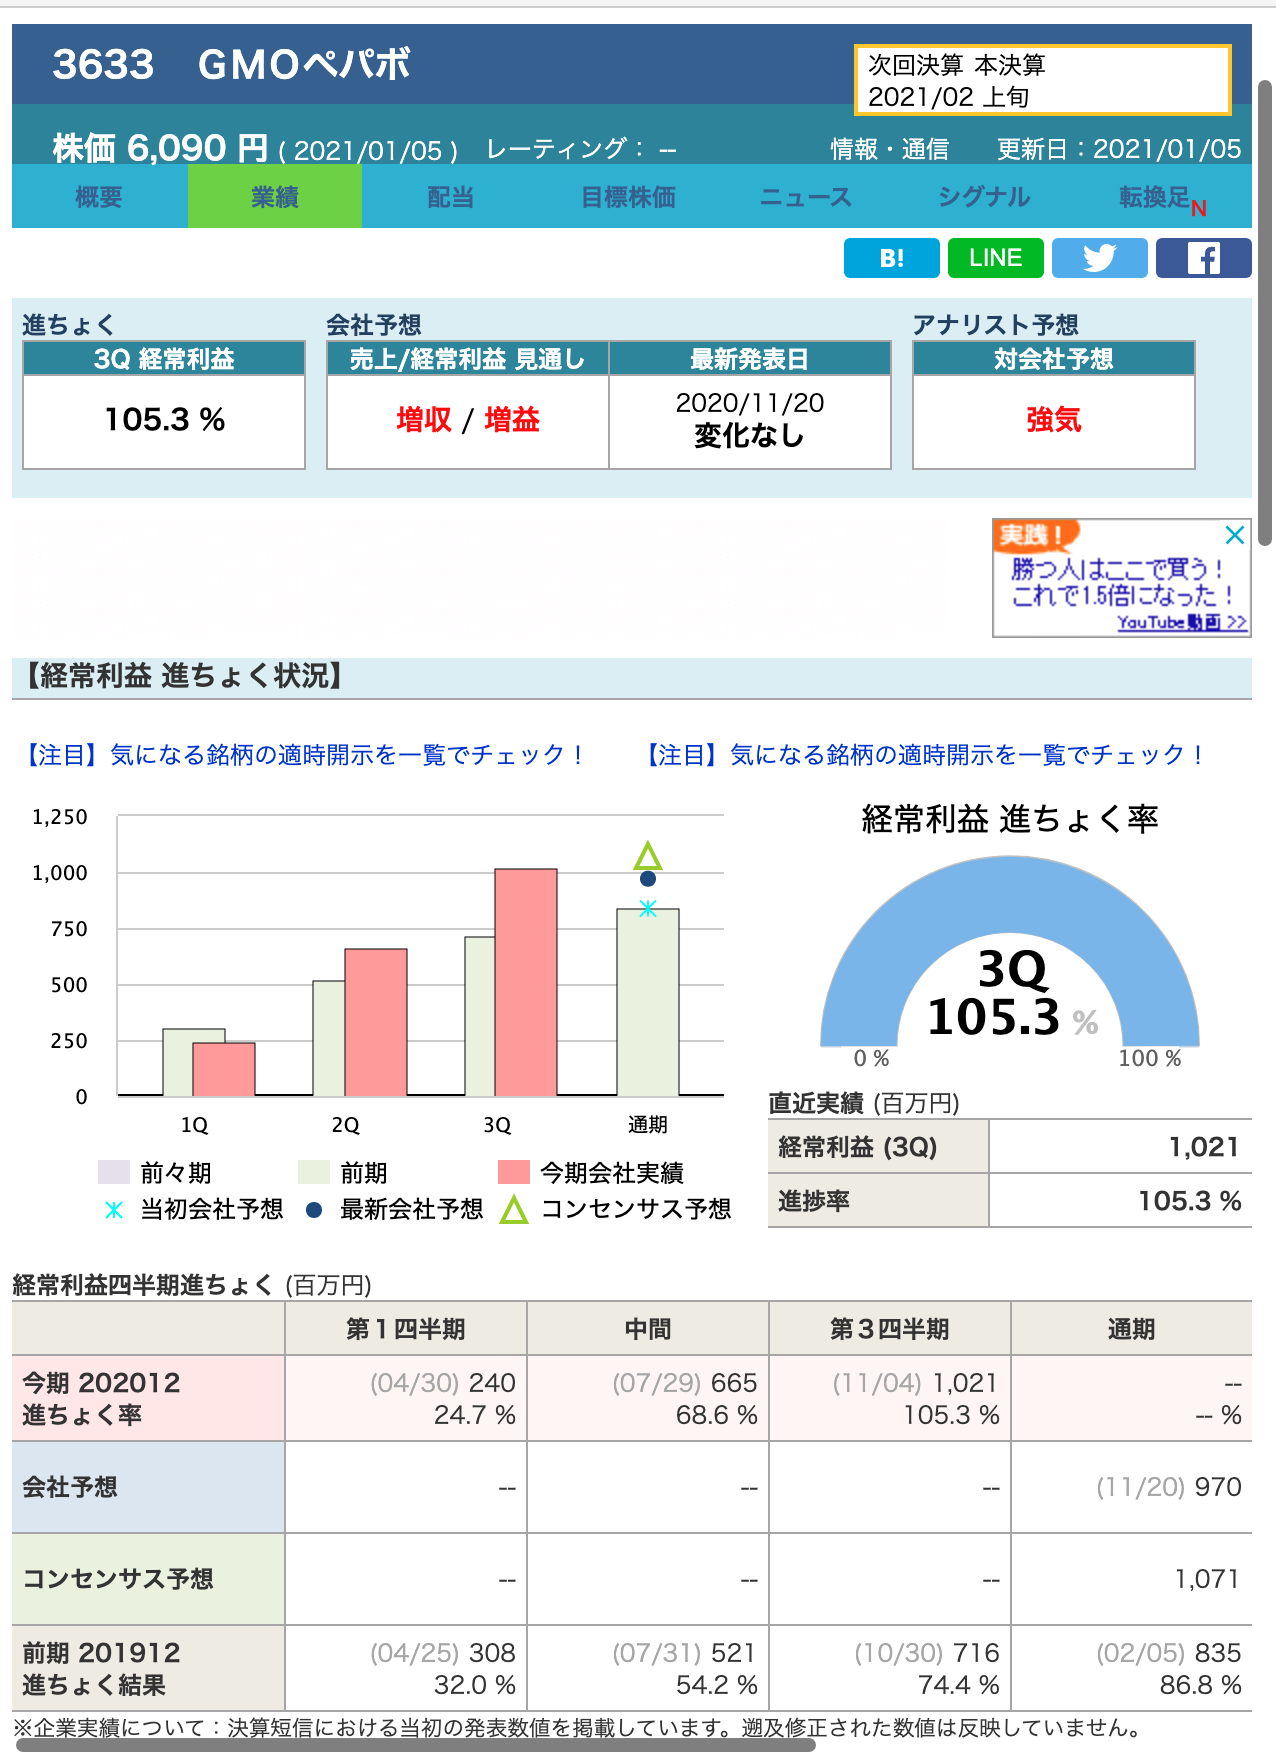 3633 GMOペパボ
次回決算 本決算
2021/02 上旬
株価 6,090 円 ( 2021/01/05 ) レーティング： --
情報・通信 更新日：2021/01/05
概要 業績 配当 目標株価 ニュース シグナル 転換足N
B! LINE
進ちょく 会社予想 アナリスト予想
3Q 経常利益 売上/経常利益 見通し 最新発表日 対会社予想
105.3 % 増収 / 増益 2020/11/20 強気
変化なし
実践！
勝つ人はここで買う！
これで1.5倍になった！
YouTube動画 >>
【経常利益 進ちょく状況】
【注目】気になる銘柄の適時開示を一覧でチェック！ 【注目】気になる銘柄の適時開示を一覧でチェック！
1,250
1,000
750
500
250
0
1Q 2Q 3Q 通期
前々期 前期 今期会社実績
当初会社予想 最新会社予想 コンセンサス予想
経常利益 進ちょく率
3Q
105.3 %
0 % 100 %
直近実績 (百万円)
経常利益 (3Q) 1,021
進捗率 105.3 %
経常利益四半期進ちょく (百万円)
第１四半期 中間 第３四半期 通期
今期 202012 (04/30) 240 (07/29) 665 (11/04) 1,021 --
進ちょく率 24.7 % 68.6 % 105.3 % -- %
会社予想 -- -- -- (11/20) 970
コンセンサス予想 -- -- -- 1,071
前期 201912 (04/25) 308 (07/31) 521 (10/30) 716 (02/05) 835
進ちょく結果 32.0 % 54.2 % 74.4 % 86.8 %
※企業実績について：決算短信における当初の発表数値を掲載しています。遡及修正された数値は反映していません。